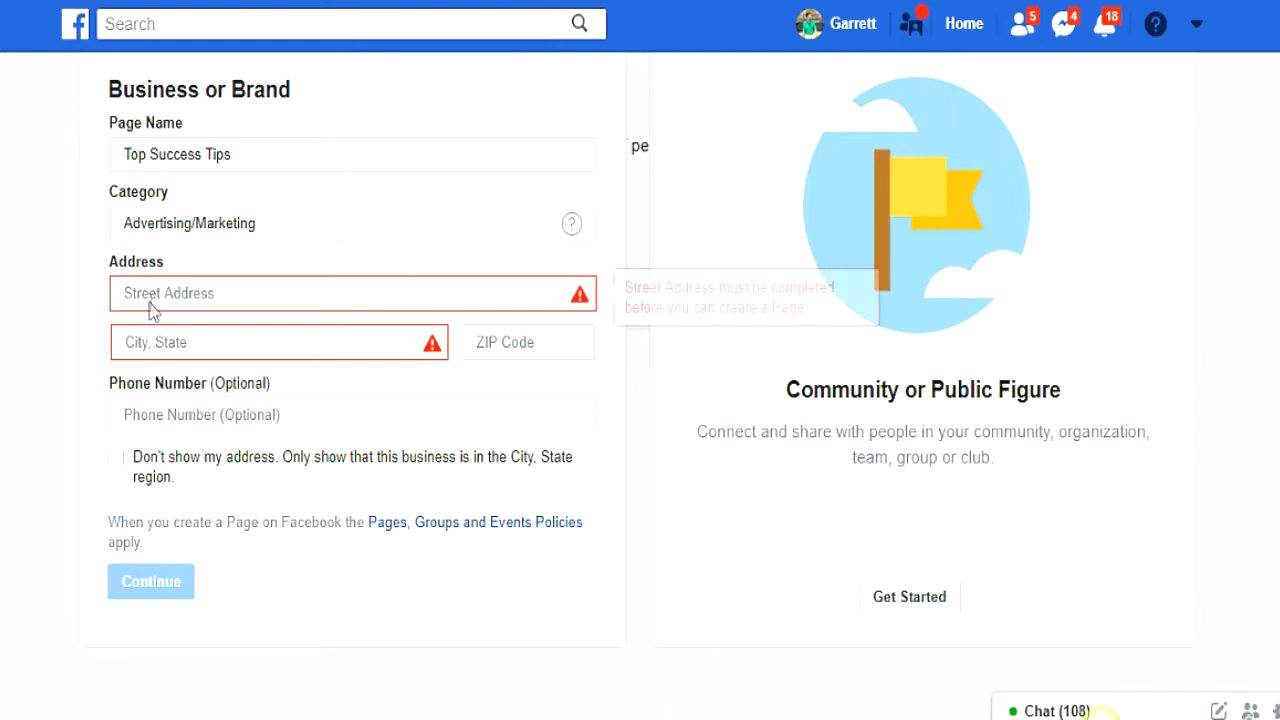 Search
Garrett
Home
5
4
18
Business or Brand
Page Name
Top Success Tips
pe
Category
Advertising/Marketing
Address
Street Address
Street Address must be completed
before you can create a Page
City, State
ZIP Code
Phone Number (Optional)
Phone Number (Optional)
Don't show my address. Only show that this business is in the City, State
region.
When you create a Page on Facebook the Pages, Groups and Events Policies
apply.
Continue
Community or Public Figure
Connect and share with people in your community, organization,
team, group or club.
Get Started
Chat (108)